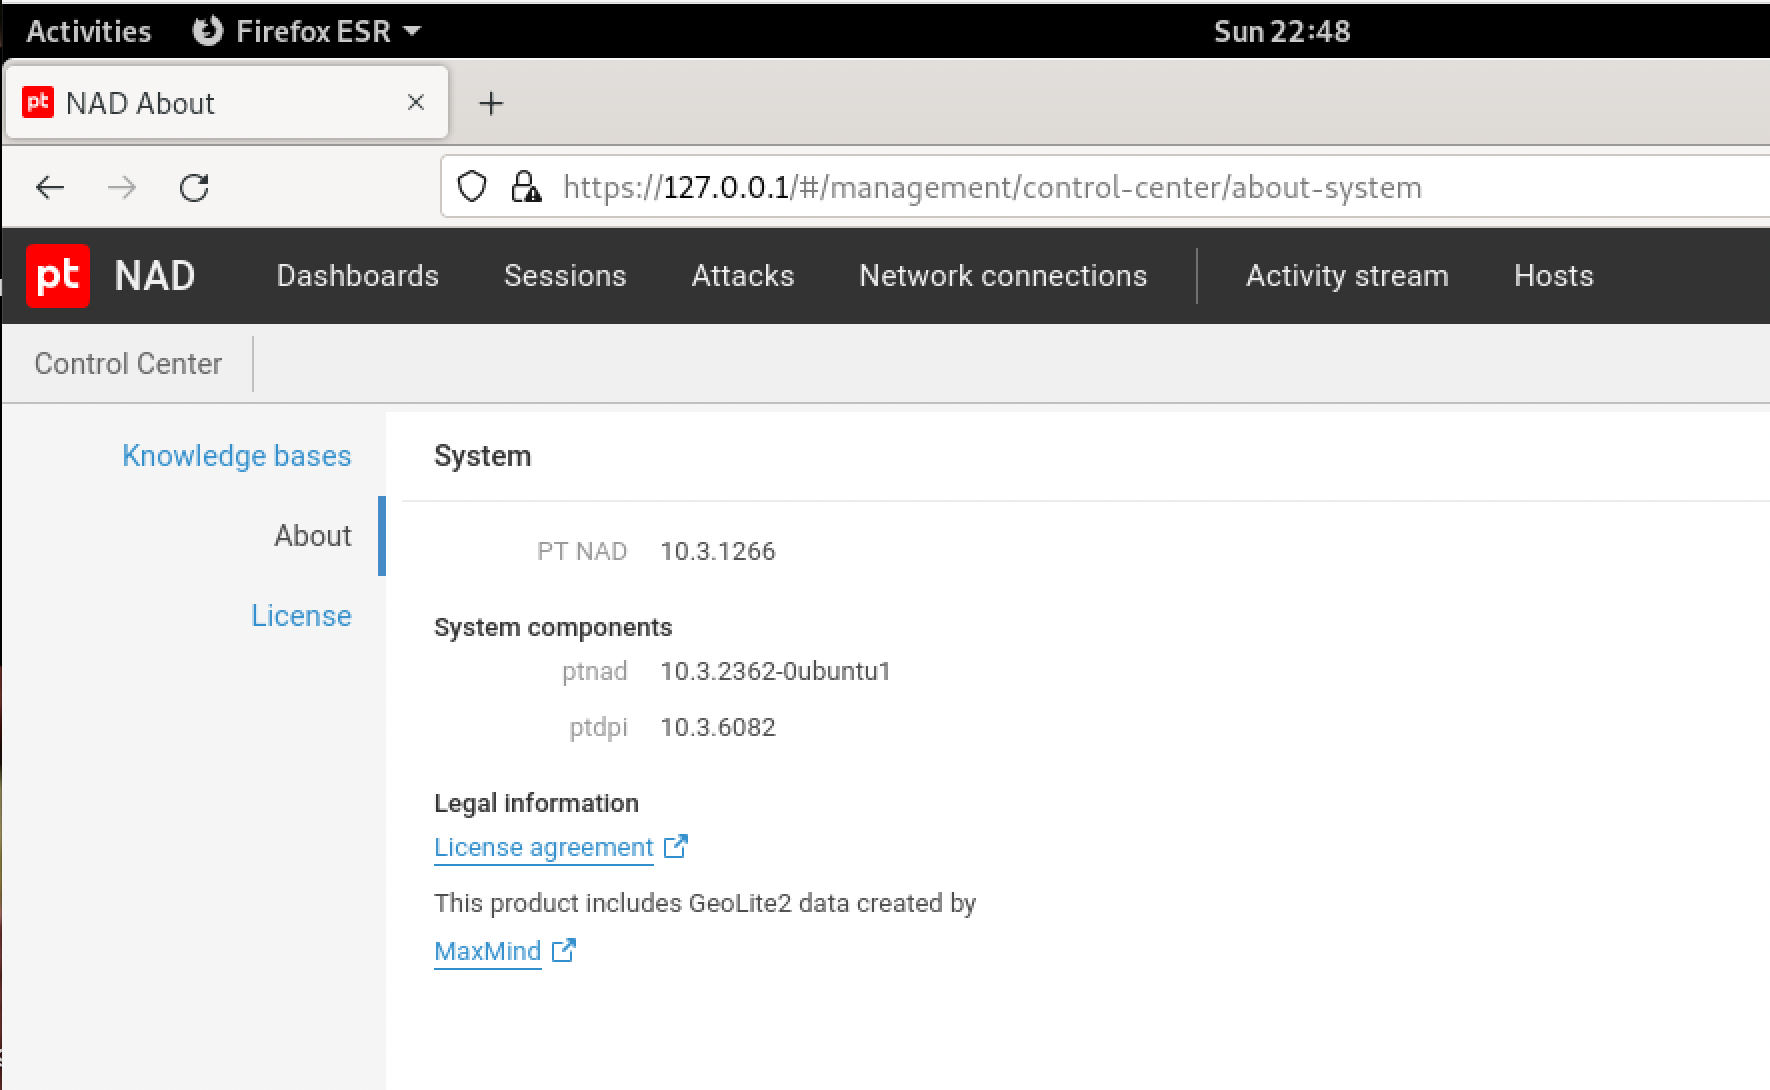 Activities Firefox ESR Sun 22:48
pt NAD About
https://127.0.0.1/#/management/control-center/about-system
pt NAD Dashboards Sessions Attacks Network connections Activity stream Hosts
Control Center
Knowledge bases
About
License
System
PT NAD 10.3.1266
System components
ptnad 10.3.2362-0ubuntu1
ptdpi 10.3.6082
Legal information
License agreement
This product includes GeoLite2 data created by
MaxMind